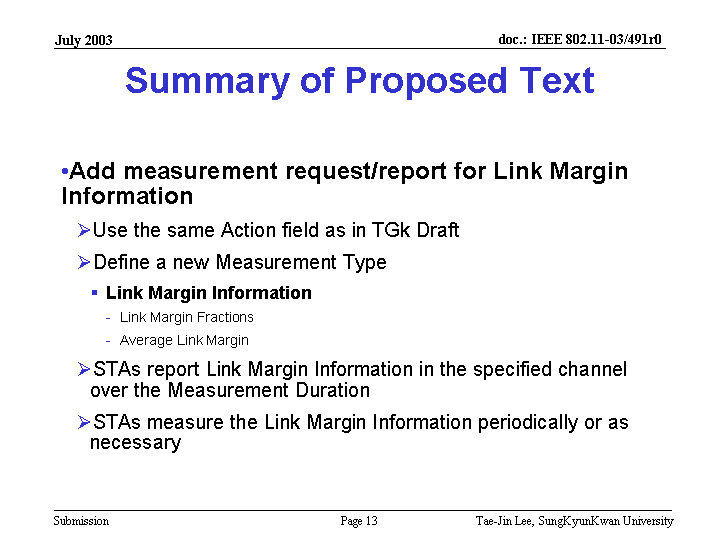 July 2003
doc.: IEEE 802.11-03/491r0
Summary of Proposed Text
•Add measurement request/report for Link Margin
Information
➢Use the same Action field as in TGk Draft
➢Define a new Measurement Type
▪ Link Margin Information
- Link Margin Fractions
- Average Link Margin
➢STAs report Link Margin Information in the specified channel
over the Measurement Duration
➢STAs measure the Link Margin Information periodically or as
necessary
Submission
Page 13
Tae-Jin Lee, SungKyunKwan University